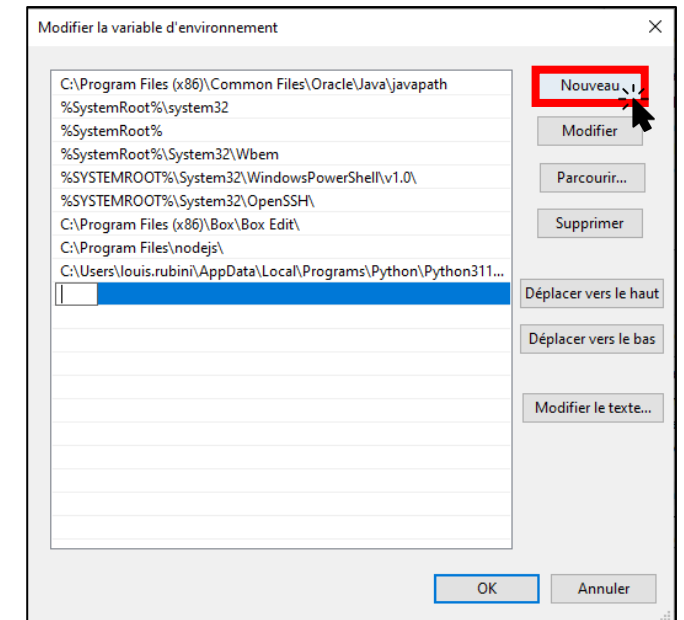 Modifier la variable d'environnement
C:\Program Files (x86)\Common Files\Oracle\Java\javapath
%SystemRoot%\system32
%SystemRoot%
%SystemRoot%\System32\Wbem
%SYSTEMROOT%\System32\WindowsPowerShell\v1.0\
%SYSTEMROOT%\System32\OpenSSH\
C:\Program Files (x86)\Box\Box Edit\
C:\Program Files\nodejs\
C:\Users\louis.rubini\AppData\Local\Programs\Python\Python311...
Nouveau
Modifier
Parcourir...
Supprimer
Déplacer vers le haut
Déplacer vers le bas
Modifier le texte...
OK
Annuler